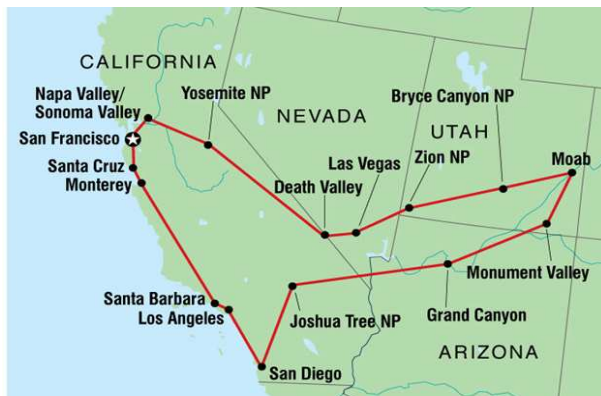 CALIFORNIA
Napa Valley/
Sonoma Valley
Yosemite NP
Bryce Canyon NP
NEVADA
San Francisco
UTAH
Las Vegas
Zion NP
Moab
Santa Cruz
Monterey
Death Valley
Monument Valley
Santa Barbara
Los Angeles
Joshua Tree NP
Grand Canyon
ARIZONA
San Diego